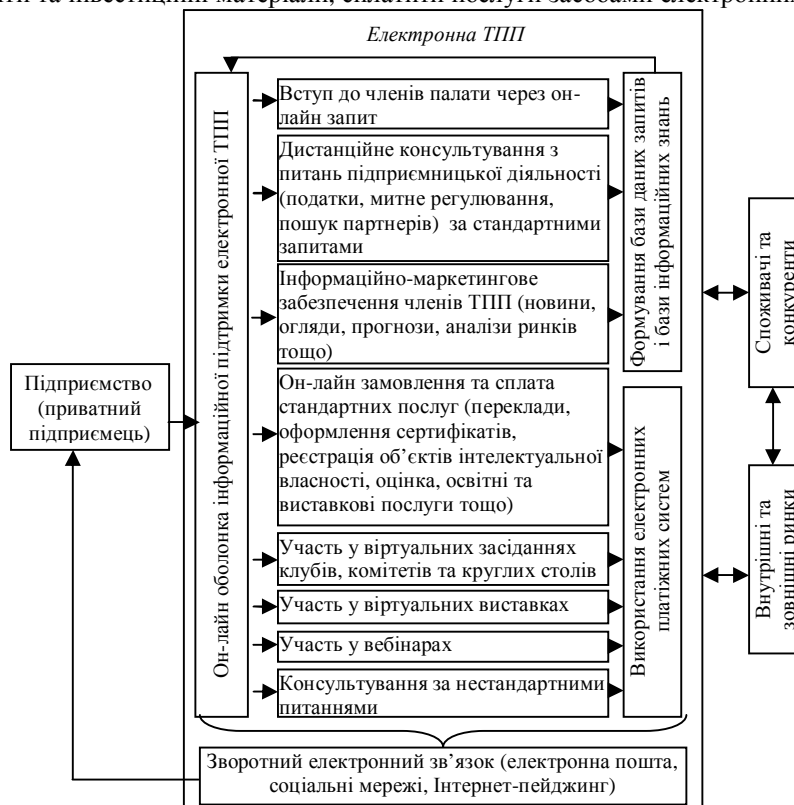 та інвестиційні матеріали, сплатити послуги засобами
Електронна ТПП
Он-лайн оболонка інформаційної підтримки електронної ТПП
Вступ до членів палати через он-
лайн запит
Дистанційне консультування з
питань підприємницької діяльності
(податки, митне регулювання,
пошук партнерів)  за стандартними
запитами
Інформаційно-маркетингове
забезпечення членів ТПП (новини,
огляди, прогнози, аналізи ринків
тощо)
Он-лайн замовлення та сплата
стандартних послуг (переклади,
оформлення сертифікатів,
реєстрація об’єктів інтелектуальної
власності, оцінка, освітні та
виставкові послуги тощо)
Участь у віртуальних засіданнях
клубів, комітетів та круглих столів
Участь у віртуальних виставках
Участь у вебінарах
Консультування за нестандартними
питаннями
Формування бази даних запитів
і бази інформаційних знань
Використання електронних
платіжних систем
Підприємство
(приватний
підприємець)
Споживачі та
конкуренти
Внутрішні та
зовнішні ринки
Зворотний електронний зв’язок (електронна пошта,
соціальні мережі, Інтернет-пейджинг)